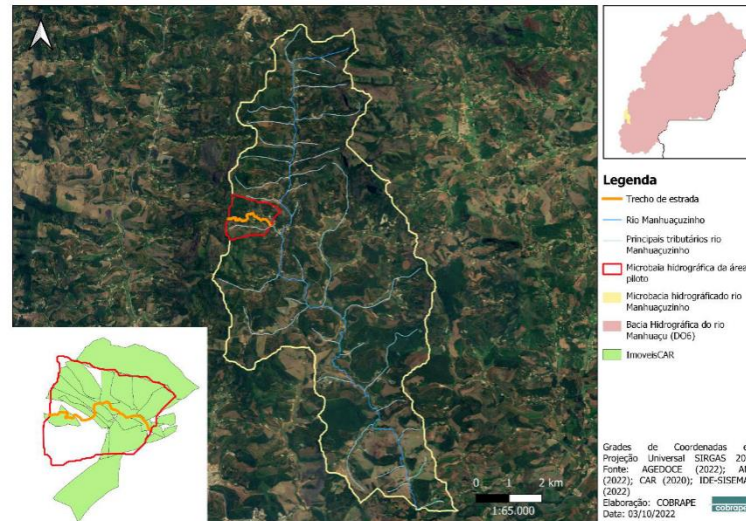 Legenda
Trecho de estrada
Rio Manhuaçuzinho
Principais tributários rio
Manhuaçuzinho
Microbaia hidrográfica da área
piloto
Microbacia hidrográficado rio
Manhuaçuzinho
Bacia Hidrográfica do rio
Manhuaçu (DO6)
ImoveisCAR
0 1 2 km
1:65.000
Grades de Coordenadas e
Projeção Universal SIRGAS 20
Fonte: AGEDOCE (2022); A
(2022); CAR (2020); IDE-SISEMA
(2022)
Elaboração: COBRAPE
Data: 03/10/2022
cobrape